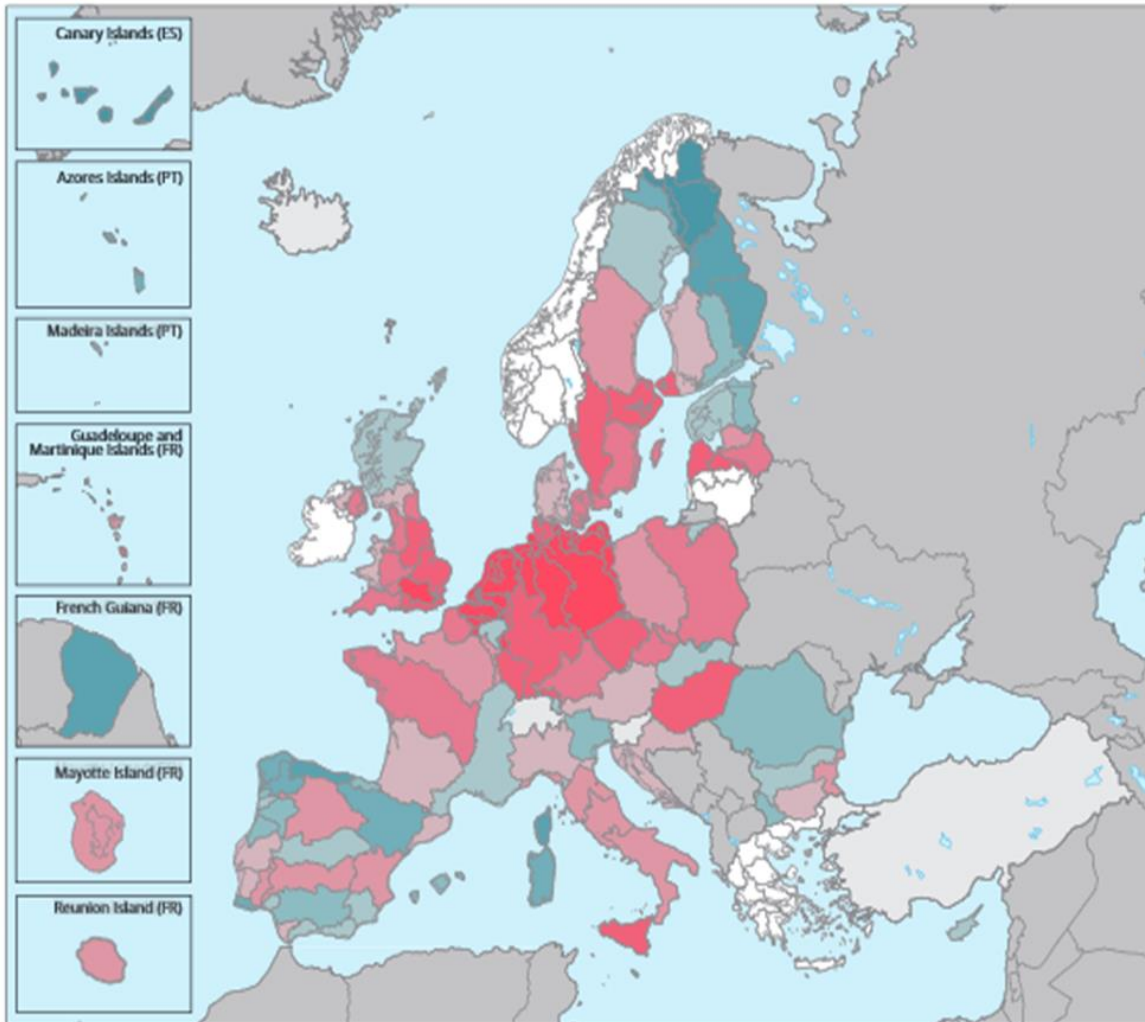 Canary Islands (ES)
Azores Islands (PT)
Madeira Islands (PT)
Guadeloupe and
Martinique Islands (FR)
French Guiana (FR)
Mayotte Island (FR)
Reunion Island (FR)